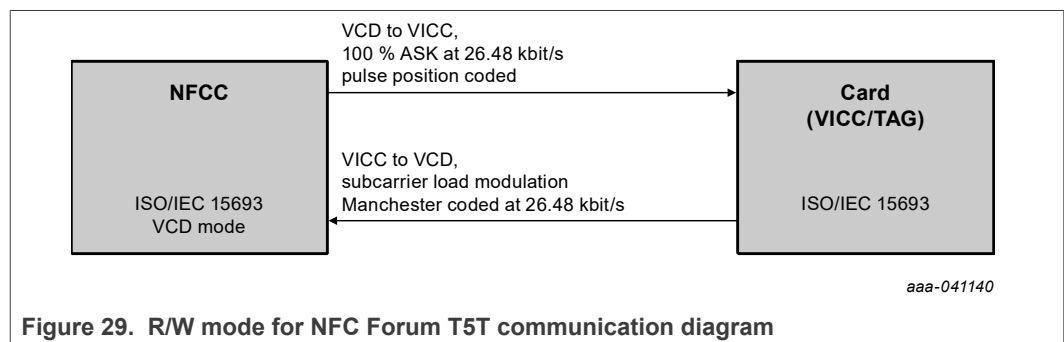 VCD to VICC,
100 % ASK at 26.48 kbit/s
pulse position coded
NFCC
Card
(VICC/TAG)
VICC to VCD,
subcarrier load modulation
Manchester coded at 26.48 kbit/s
ISO/IEC 15693
VCD mode
ISO/IEC 15693
aaa-041140
Figure 29. R/W mode for NFC Forum T5T communication diagram